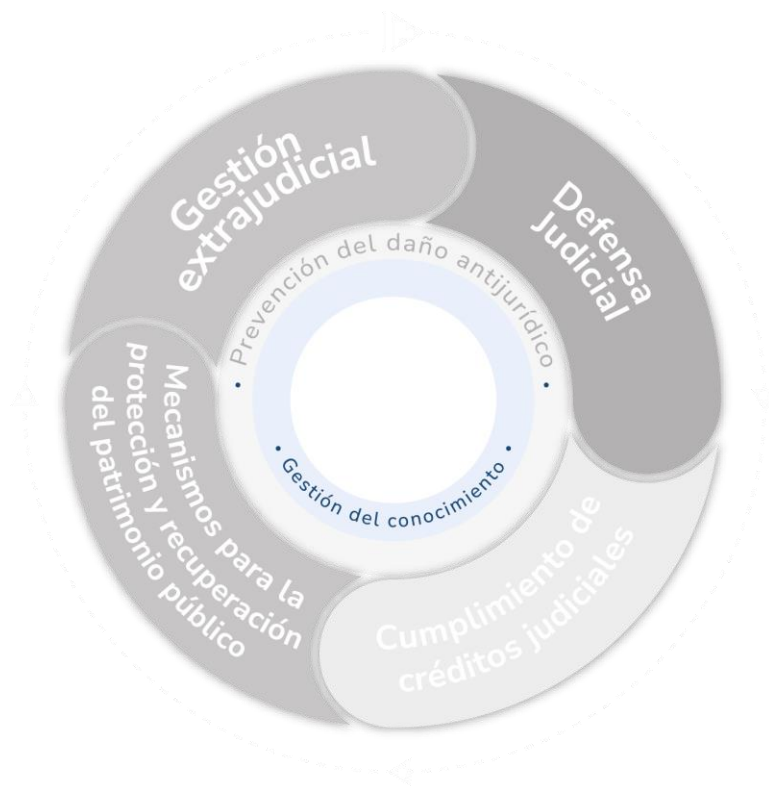 Gestión
extrajudicial
Defensa
Judicial
Prevención del daño antijurídico
Gestión del conocimiento
Mecanismos para la
protección y recuperación
del patrimonio público
Cumplimiento de
créditos judiciales